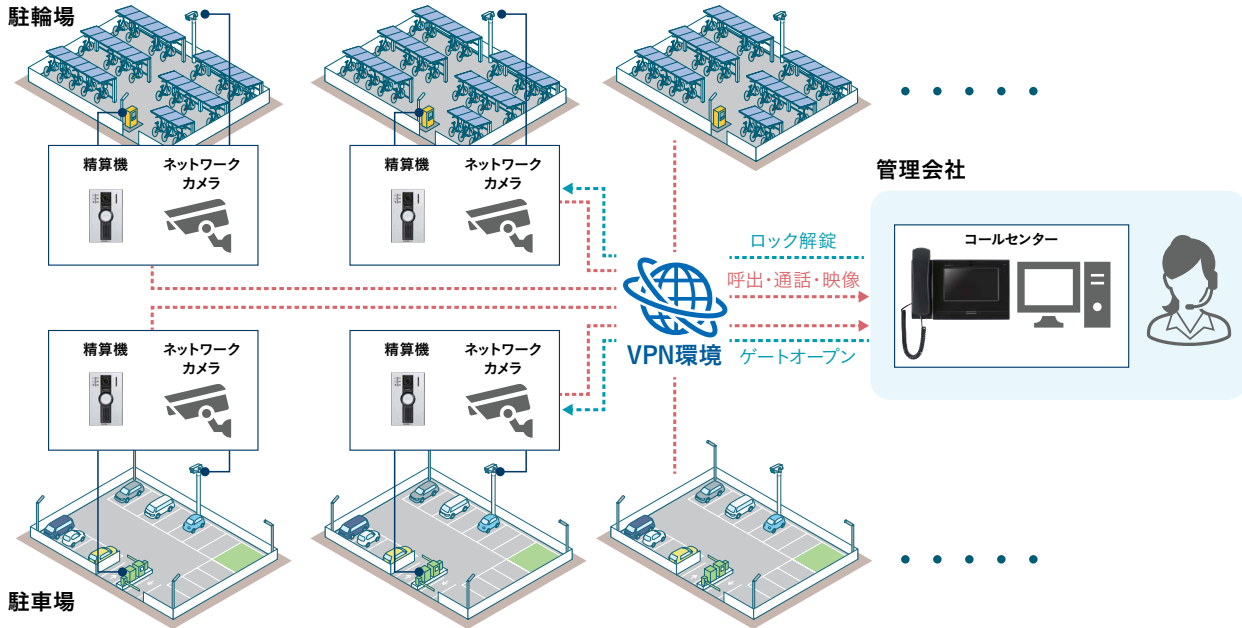 駐輪場
精算機
ネットワーク
カメラ
精算機
ネットワーク
カメラ
管理会社
コールセンター
ロック解錠
呼出・通話・映像
VPN環境
ゲートオープン
精算機
ネットワーク
カメラ
精算機
ネットワーク
カメラ
駐車場